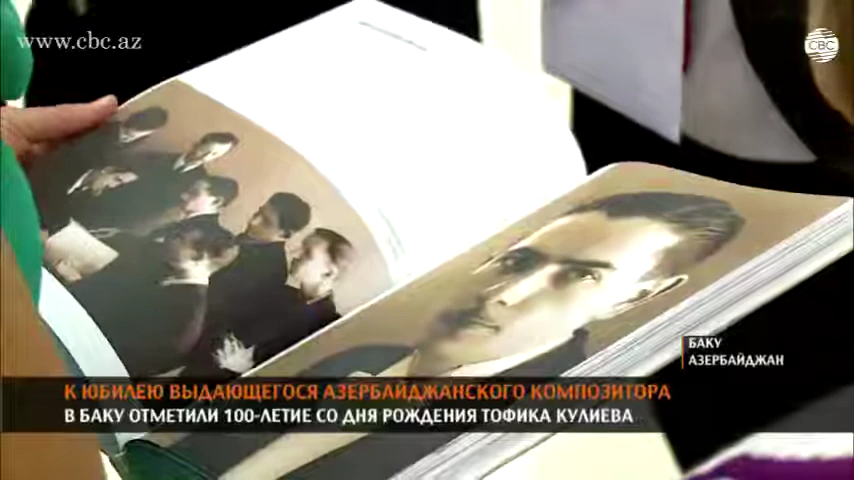 www.cbc.az
CBC
БАКУ
АЗЕРБАЙДЖАН
К ЮБИЛЕЮ ВЫДАЮЩЕГОСЯ АЗЕРБАЙДЖАНСКОГО КОМПОЗИТОРА
В БАКУ ОТМЕТИЛИ 100-ЛЕТИЕ СО ДНЯ РОЖДЕНИЯ ТОФИКА КУЛИЕВА